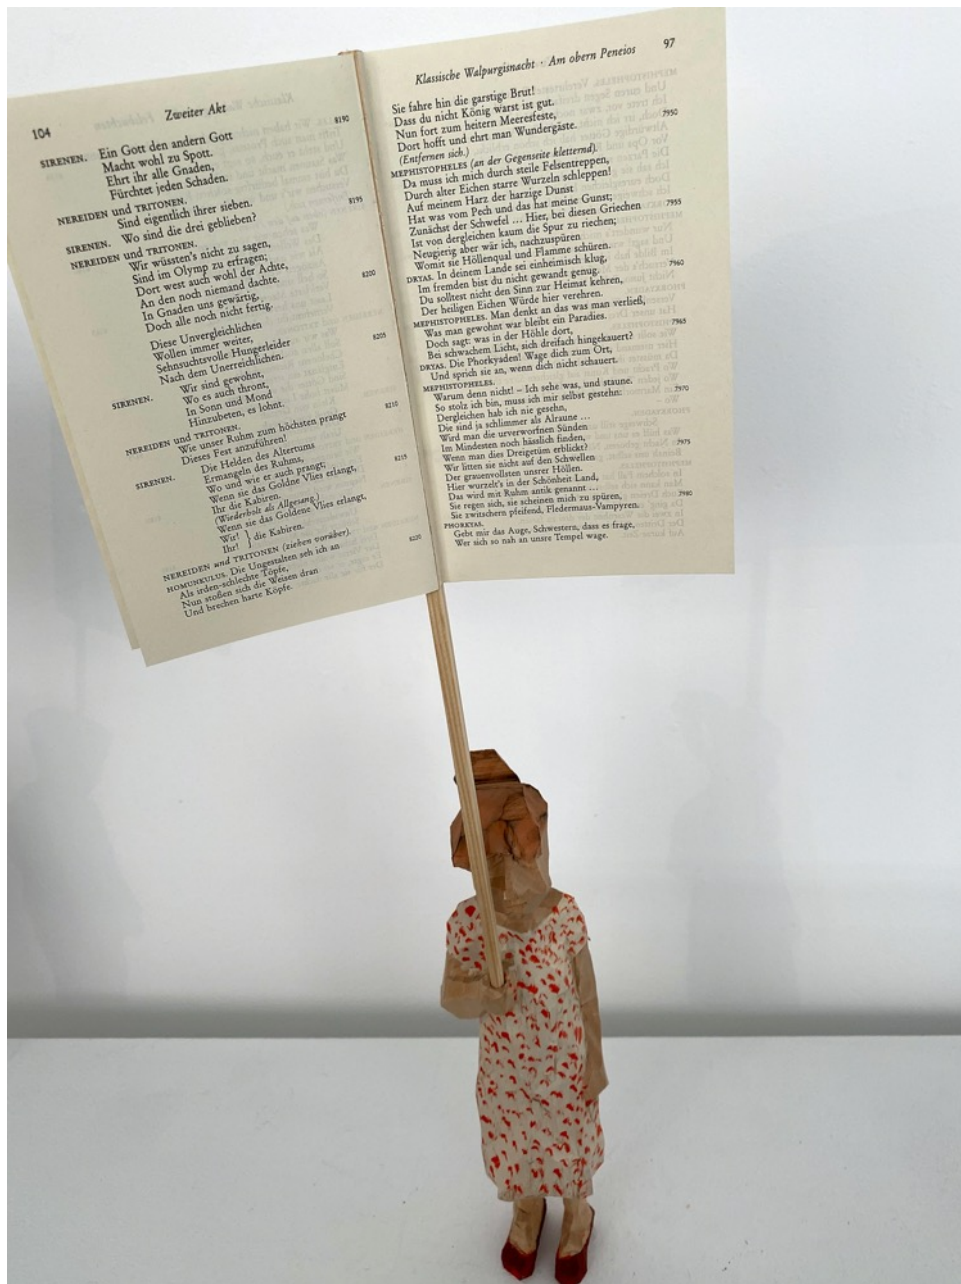 104
Zweiter Akt
SIRENEN. Ein Gott den andern Gott
Macht wohl zu Spott. 8190
Ehrt ihr alle Gnaden,
Fürchtet jeden Schaden.
NEREIDEN und TRITONEN.
Sind eigentlich ihrer sieben.
SIRENEN. Wo sind die drei geblieben? 8195
NEREIDEN und TRITONEN.
Wir wüssten's nicht zu sagen,
Sind im Olymp zu erfragen;
Dort west auch wohl der Achte,
An den noch niemand dachte.
In Gnaden uns gewärtig, 8200
Doch alle noch nicht fertig.
Diese Unvergleichlichen
Wollen immer weiter,
Sehnsuchtsvolle Hungerleider
Nach dem Unerreichlichen. 8205
SIRENEN. Wir sind gewohnt,
Wo es auch thront,
In Sonn und Mond
Hinzubeten, es lohnt.
NEREIDEN und TRITONEN.
Wie unser Ruhm zum höchsten prangt 8210
Dieses Fest anzuführen!
SIRENEN. Die Helden des Altertums
Ermangeln des Ruhms,
Wo und wie er auch prangt;
Wenn sie das Goldne Vlies erlangt, 8215
Ihr die Kabiren.
(Wiederholt als Allgesang.)
Wenn sie das Goldene Vlies erlangt,
Wir! } die Kabiren.
Ihr!
NEREIDEN und TRITONEN (ziehen vorüber).
HOMUNKULUS. Die Ungestalten seh ich an
Als irden-schlechte Töpfe, 8220
Nun stoßen sich die Weisen dran
Und brechen harte Köpfe.
Klassische Walpurgisnacht · Am obern Peneios
97
Sie fahre hin die garstige Brut!
Dass du nicht König warst ist gut.
Nun fort zum heitern Meeresfeste,
Dort hofft und ehrt man Wundergäste. 7950
(Entfernen sich.)
MEPHISTOPHELES (an der Gegenseite kletternd).
Da muss ich mich durch steile Felsentreppen,
Durch alter Eichen starre Wurzeln schleppen!
Auf meinem Harz der harzige Dunst
Hat was vom Pech und das hat meine Gunst;
Zunächst der Schwefel ... Hier, bei diesen Griechen 7955
Ist von dergleichen kaum die Spur zu riechen;
Neugierig aber wär ich, nachzuspüren
Womit sie Höllenqual und Flamme schüren.
DRYAS. In deinem Lande sei einheimisch klug,
Im fremden bist du nicht gewandt genug. 7960
Du solltest nicht den Sinn zur Heimat kehren,
Der heiligen Eichen Würde hier verehren.
MEPHISTOPHELES. Man denkt an das was man verließ,
Was man gewohnt war bleibt ein Paradies.
Doch sagt: was in der Höhle dort, 7965
Bei schwachem Licht, sich dreifach hingekauert?
DRYAS. Die Phorkyaden! Wage dich zum Ort,
Und sprich sie an, wenn dich nicht schauert.
MEPHISTOPHELES.
Warum denn nicht! – Ich sehe was, und staune.
So stolz ich bin, muss ich mir selbst gestehn: 7970
Dergleichen hab ich nie gesehn,
Die sind ja schlimmer als Alraune ...
Wird man die urverworfnen Sünden
Im Mindesten noch hässlich finden,
Wenn man dies Dreigetüm erblickt? 7975
Wir litten sie nicht auf den Schwellen
Der grauenvollsten unsrer Höllen.
Hier wurzelt's in der Schönheit Land,
Das wird mit Ruhm antik genannt ...
Sie regen sich, sie scheinen mich zu spüren, 7980
Sie zwitschern pfeifend, Fledermaus-Vampyren.
PHORKYAS.
Gebt mir das Auge, Schwestern, dass es frage,
Wer sich so nah an unsre Tempel wage.